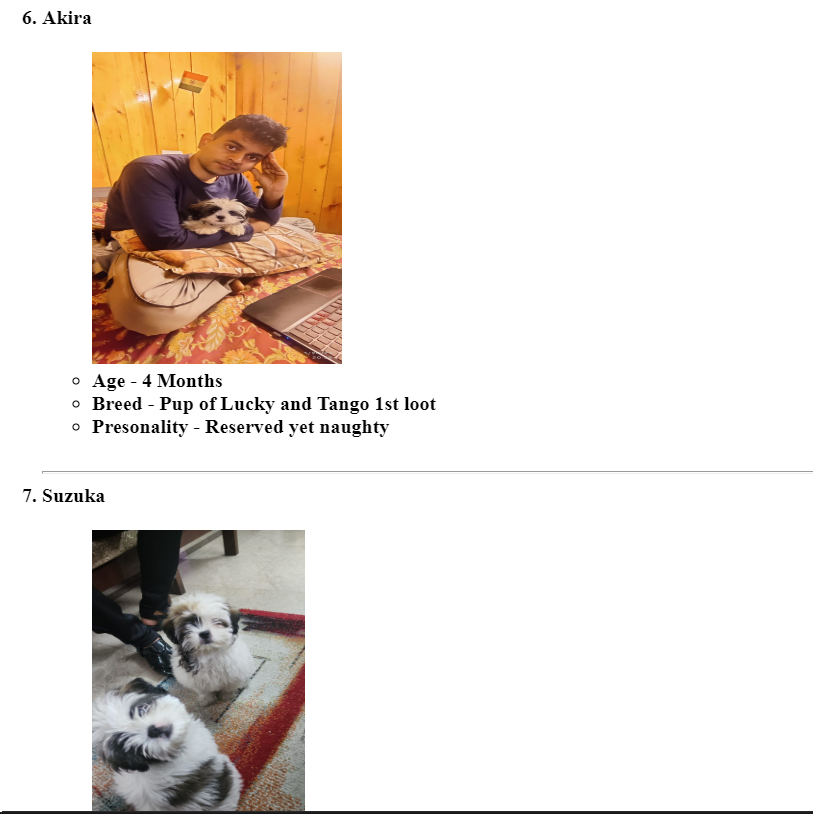 6. Akira
Age - 4 Months
Breed - Pup of Lucky and Tango 1st loot
Presonality - Reserved yet naughty
7. Suzuka